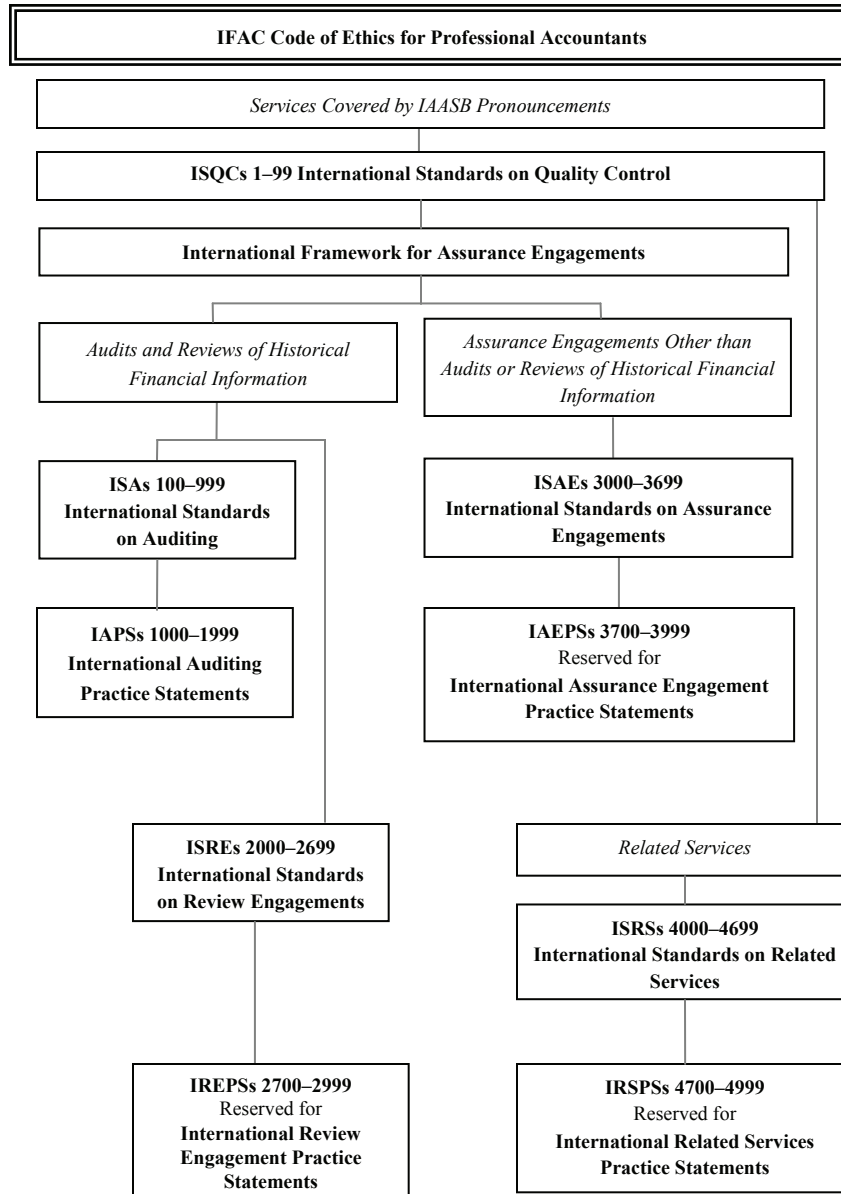 IFAC Code of Ethics for Professional Accountants
Services Covered by IAASB Pronouncements
ISQCs 1–99 International Standards on Quality Control
International Framework for Assurance Engagements
Audits and Reviews of Historical
Financial Information
Assurance Engagements Other than
Audits or Reviews of Historical Financial
Information
ISAs 100–999
International Standards
on Auditing
ISAEs 3000–3699
International Standards on Assurance
Engagements
IAPSs 1000–1999
International Auditing
Practice Statements
IAEPSs 3700–3999
Reserved for
International Assurance Engagement
Practice Statements
ISREs 2000–2699
International Standards
on Review Engagements
Related Services
ISRSs 4000–4699
International Standards on Related
Services
IREPSs 2700–2999
Reserved for
International Review
Engagement Practice
Statements
IRSPSs 4700–4999
Reserved for
International Related Services
Practice Statements